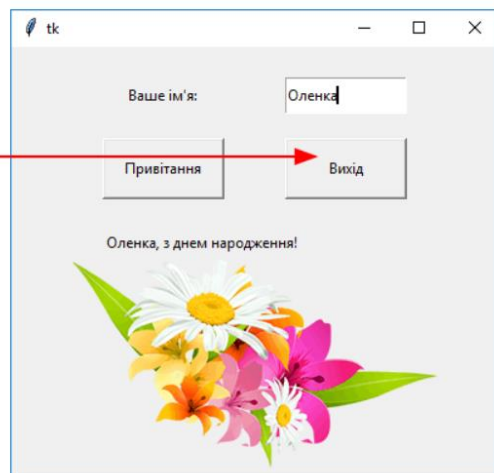 tk
Ваше ім'я: Оленка
Привітання Вихід
Оленка, з днем народження!